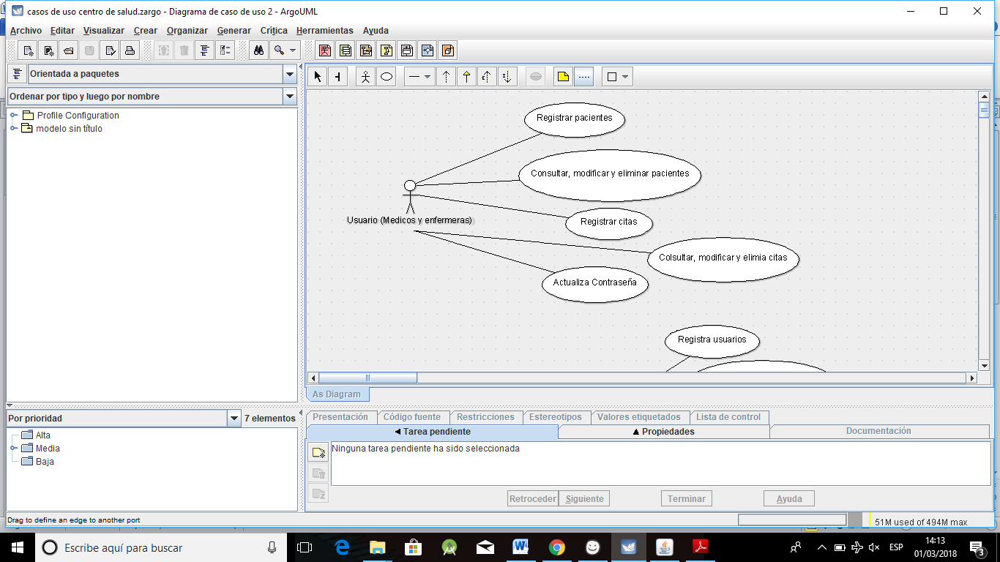 casos de uso centro de salud.zargo - Diagrama de caso de uso 2 - ArgoUML
Archivo Editar Visualizar Crear Organizar Generar Crítica Herramientas Ayuda
Orientada a paquetes
Ordenar por tipo y luego por nombre
Profile Configuration
modelo sin título
Registrar pacientes
Consultar, modificar y eliminar pacientes
Usuario (Medicos y enfermeras)
Registrar citas
Colsultar, modificar y elimia citas
Actualiza Contraseña
Registra usuarios
As Diagram
Por prioridad
7 elementos
Alta
Media
Baja
Presentación Código fuente Restricciones Estereotipos Valores etiquetados Lista de control
Tarea pendiente Propiedades Documentación
Ninguna tarea pendiente ha sido seleccionada
Retroceder Siguiente Terminar Ayuda
Drag to define an edge to another port
51M used of 494M max
Escribe aquí para buscar
ESP
14:13
01/03/2018
3